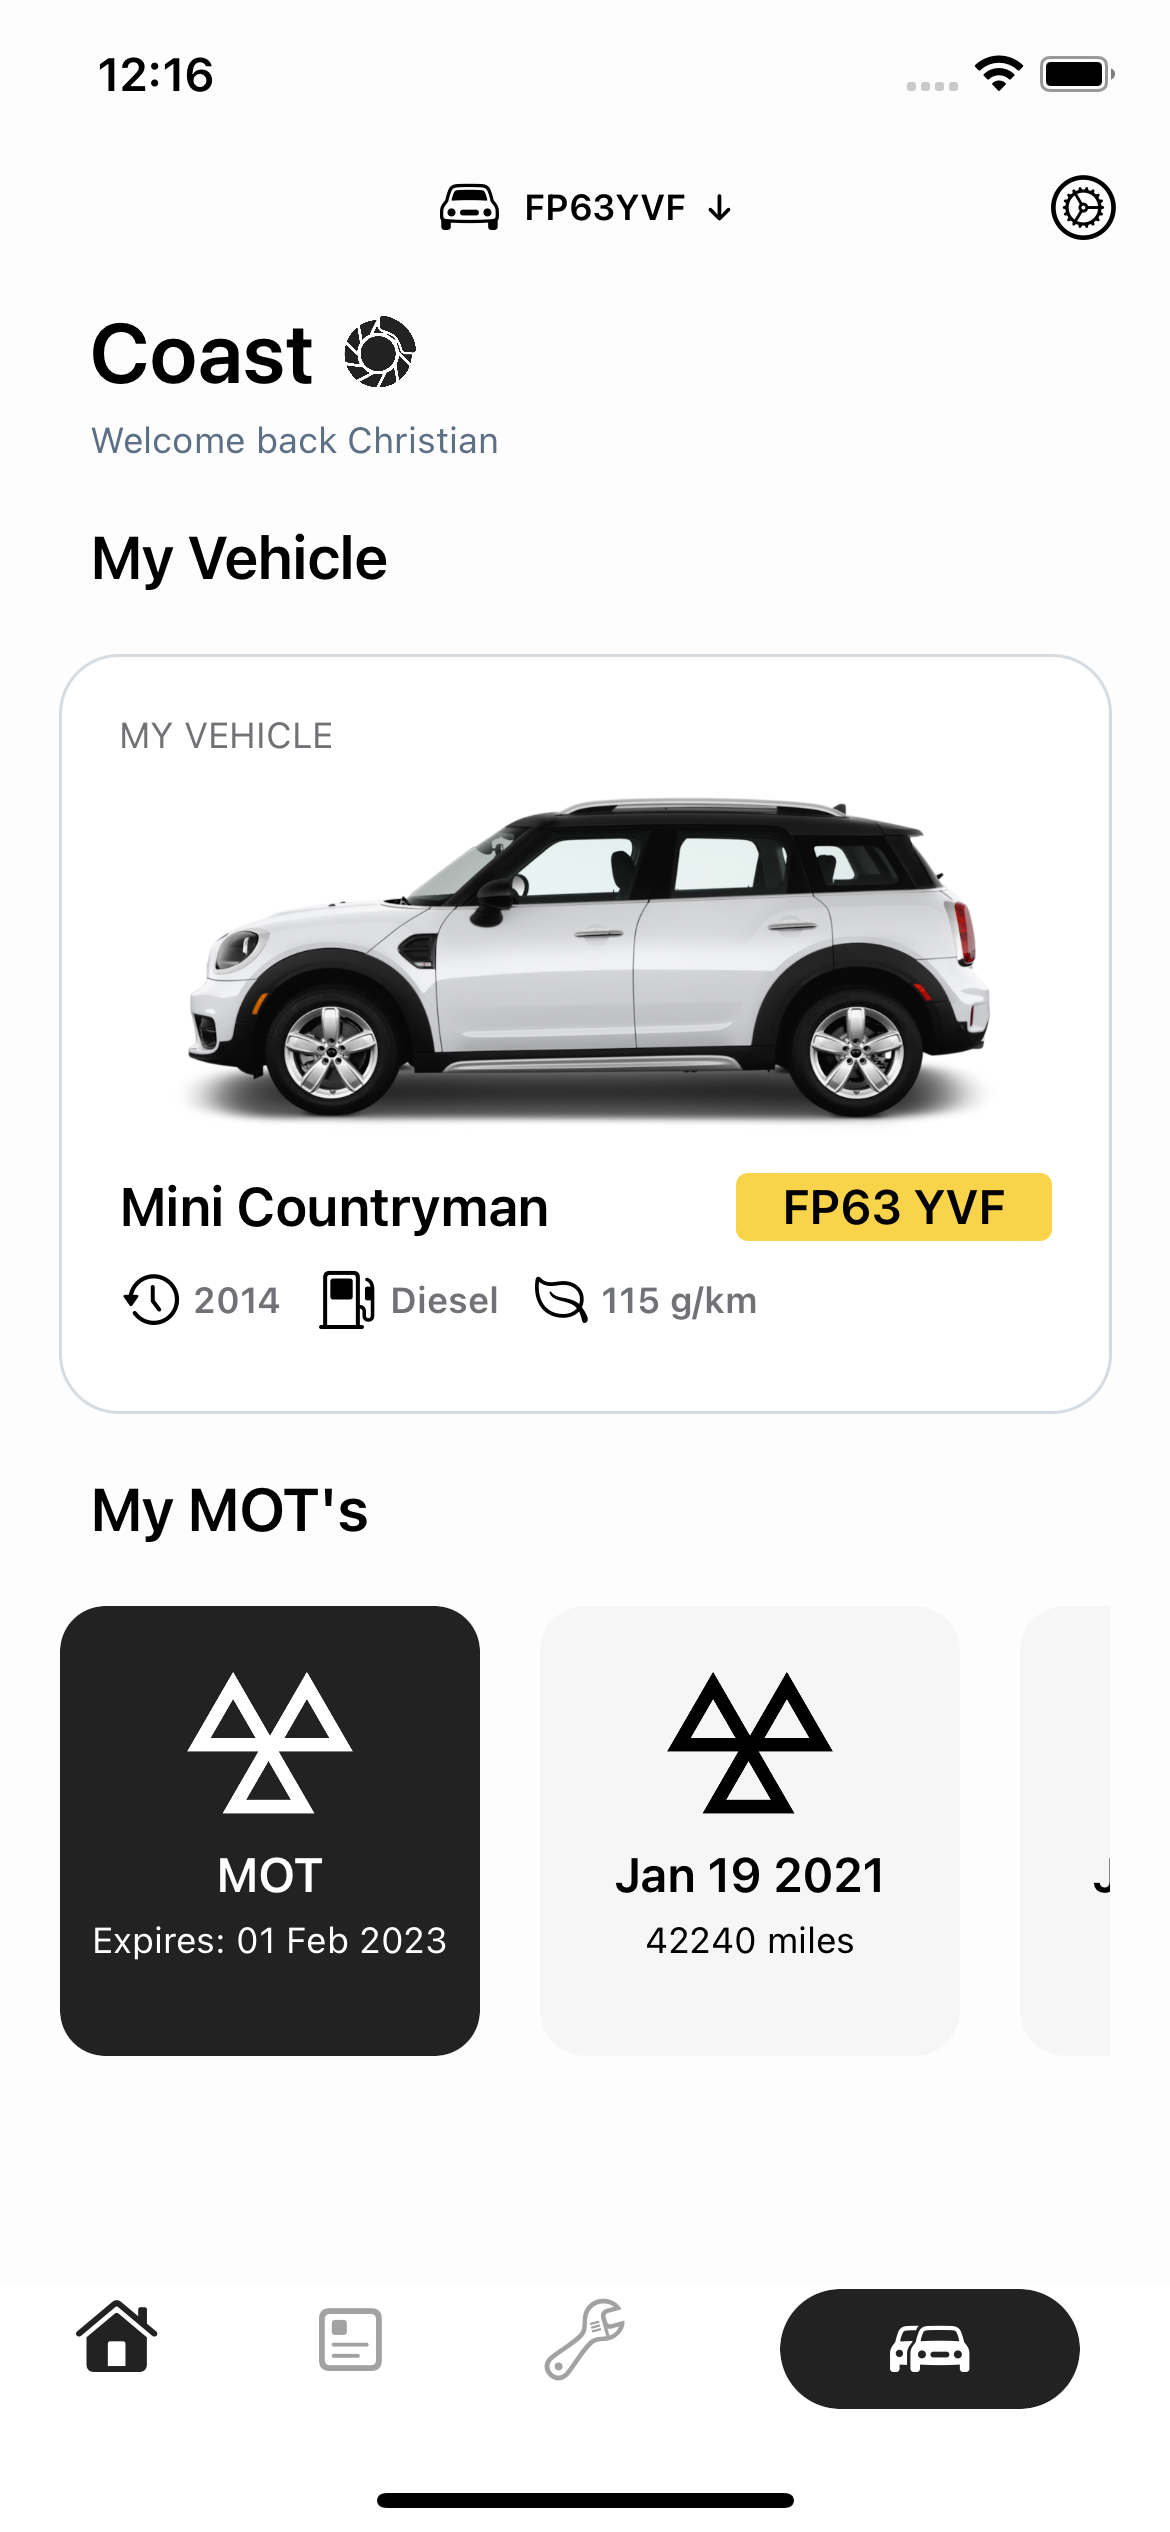 12:16
FP63YVF ↓
Coast
Welcome back Christian
My Vehicle
MY VEHICLE
Mini Countryman
FP63 YVF
2014 Diesel 115 g/km
My MOT's
MOT
Expires: 01 Feb 2023
Jan 19 2021
42240 miles